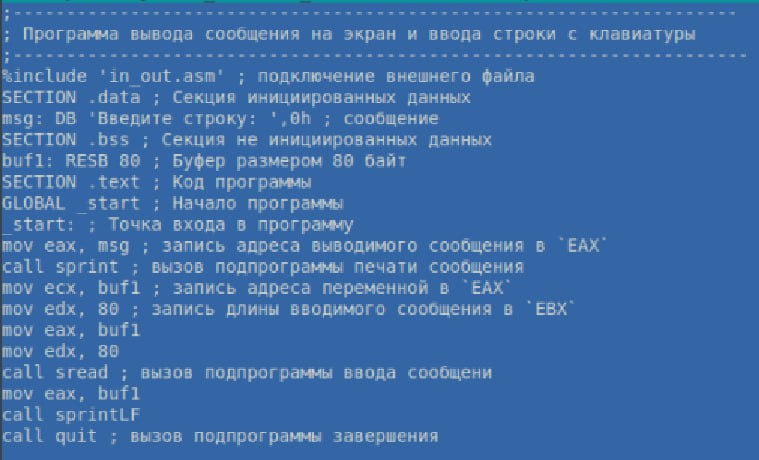 ;--------------------------------------------------------------------
; Программа вывода сообщения на экран и ввода строки с клавиатуры
;---------------------------------------------------------------------
%include 'in_out.asm' ; подключение внешнего файла
SECTION .data ; Секция инициированных данных
msg: DB 'Введите строку: ',0h ; сообщение
SECTION .bss ; Секция не инициированных данных
buf1: RESB 80 ; Буфер размером 80 байт
SECTION .text ; Код программы
GLOBAL _start ; Начало программы
_start: ; Точка входа в программу
mov eax, msg ; запись адреса выводимого сообщения в `EAX`
call sprint ; вызов подпрограммы печати сообщения
mov ecx, buf1 ; запись адреса переменной в `EAX`
mov edx, 80 ; запись длины вводимого сообщения в `EBX`
mov eax, buf1
mov edx, 80
call sread ; вызов подпрограммы ввода сообщени
mov eax, buf1
call sprintLF
call quit ; вызов подпрограммы завершения